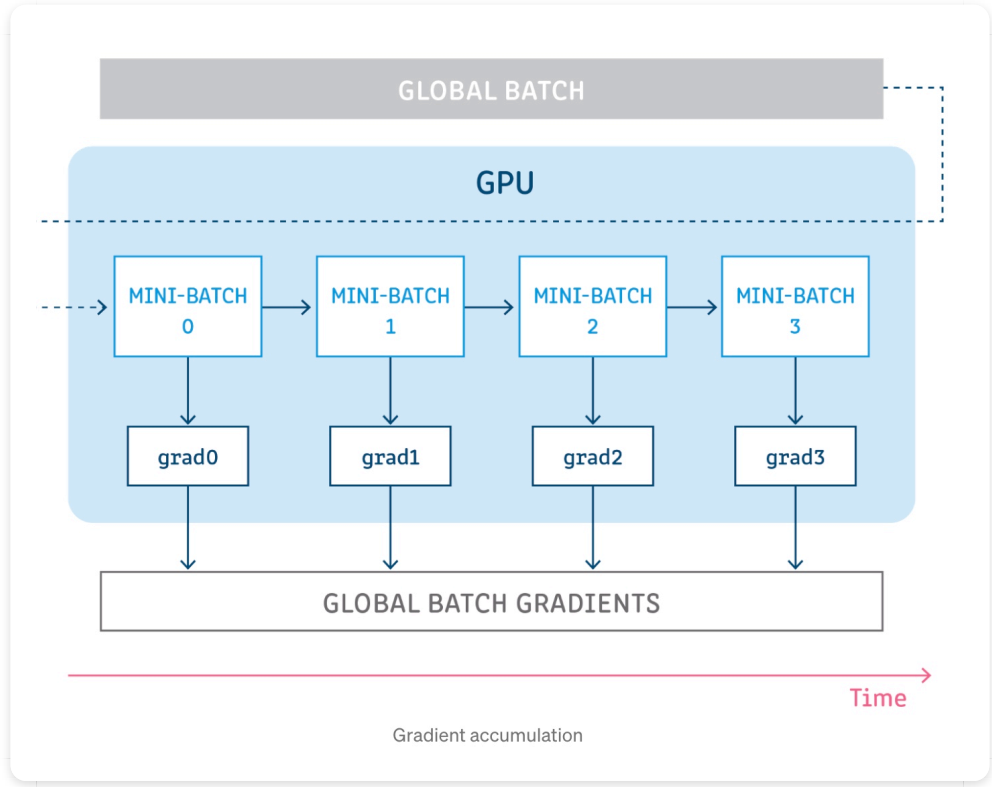 GLOBAL BATCH
GPU
MINI-BATCH
0
MINI-BATCH
1
MINI-BATCH
2
MINI-BATCH
3
grad0
grad1
grad2
grad3
GLOBAL BATCH GRADIENTS
Time
Gradient accumulation